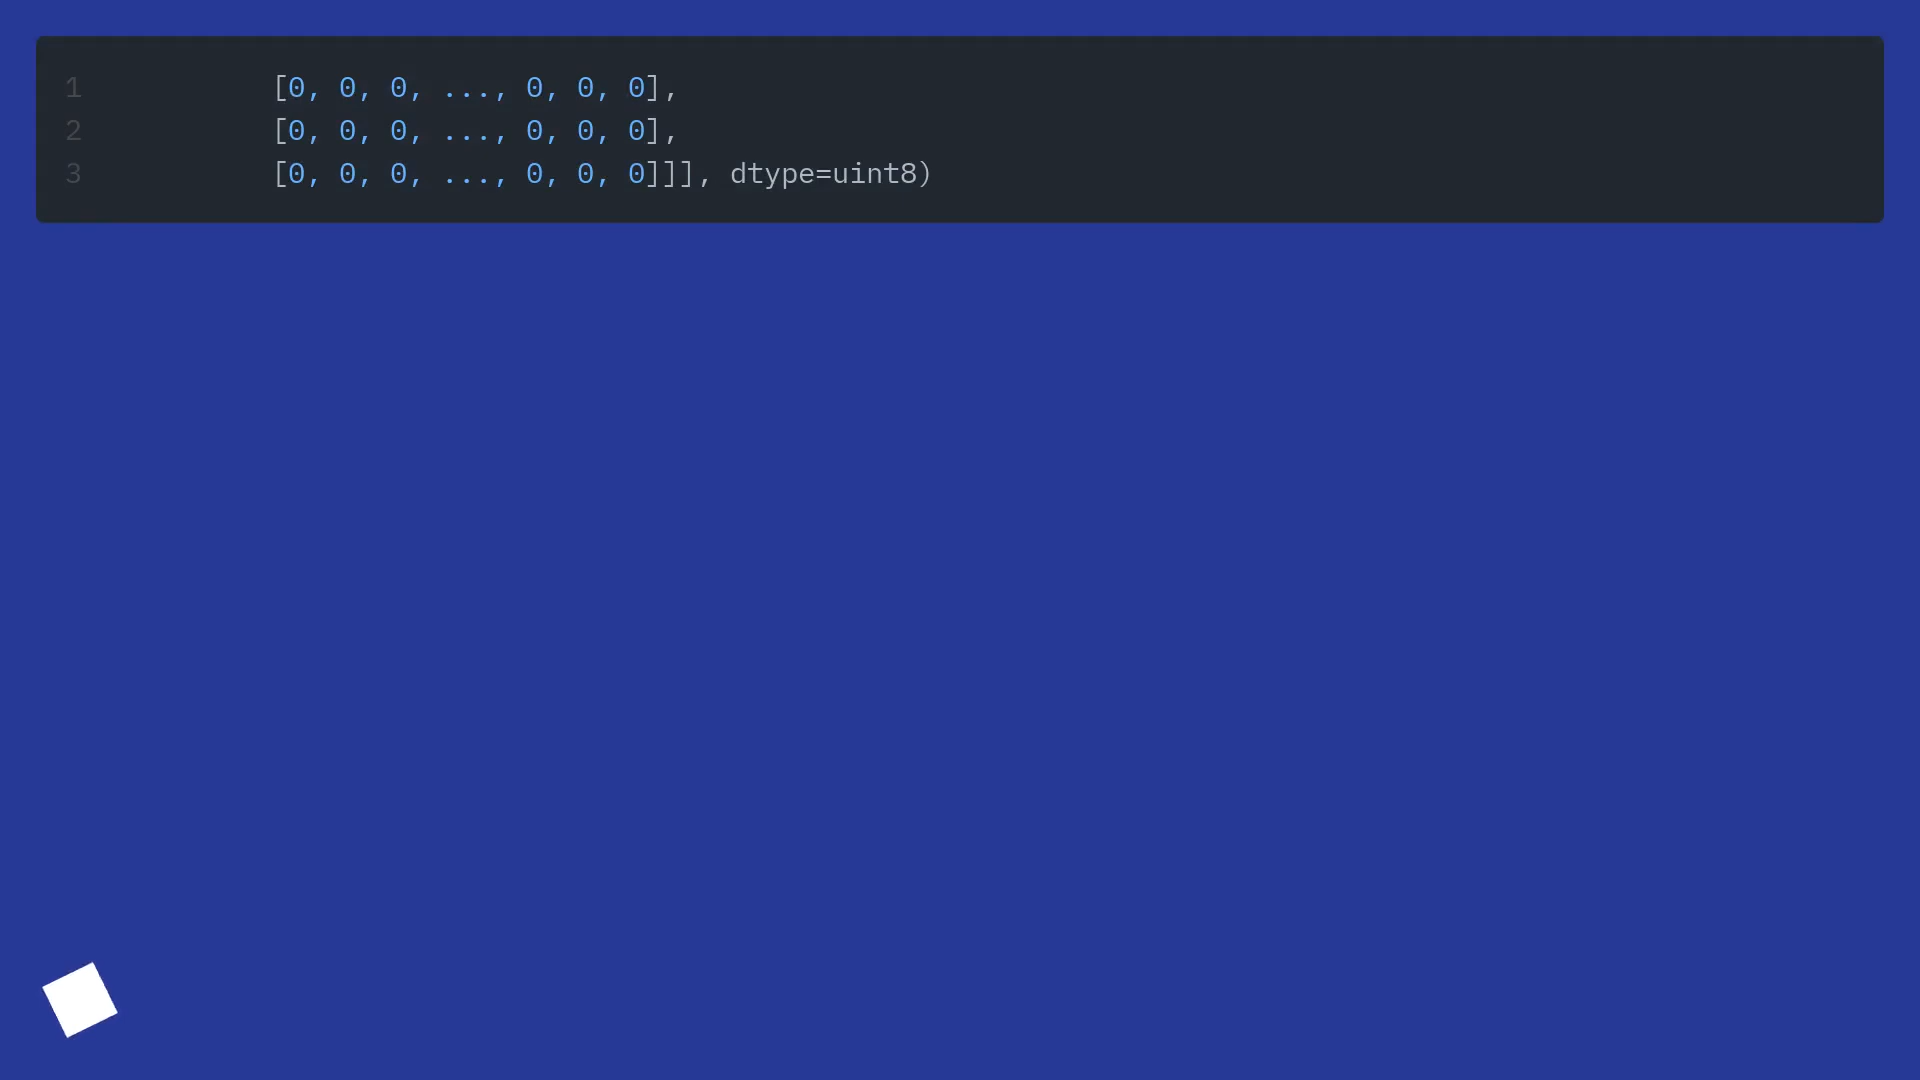 1 [0, 0, 0, ..., 0, 0, 0],
2 [0, 0, 0, ..., 0, 0, 0],
3 [0, 0, 0, ..., 0, 0, 0]]], dtype=uint8)